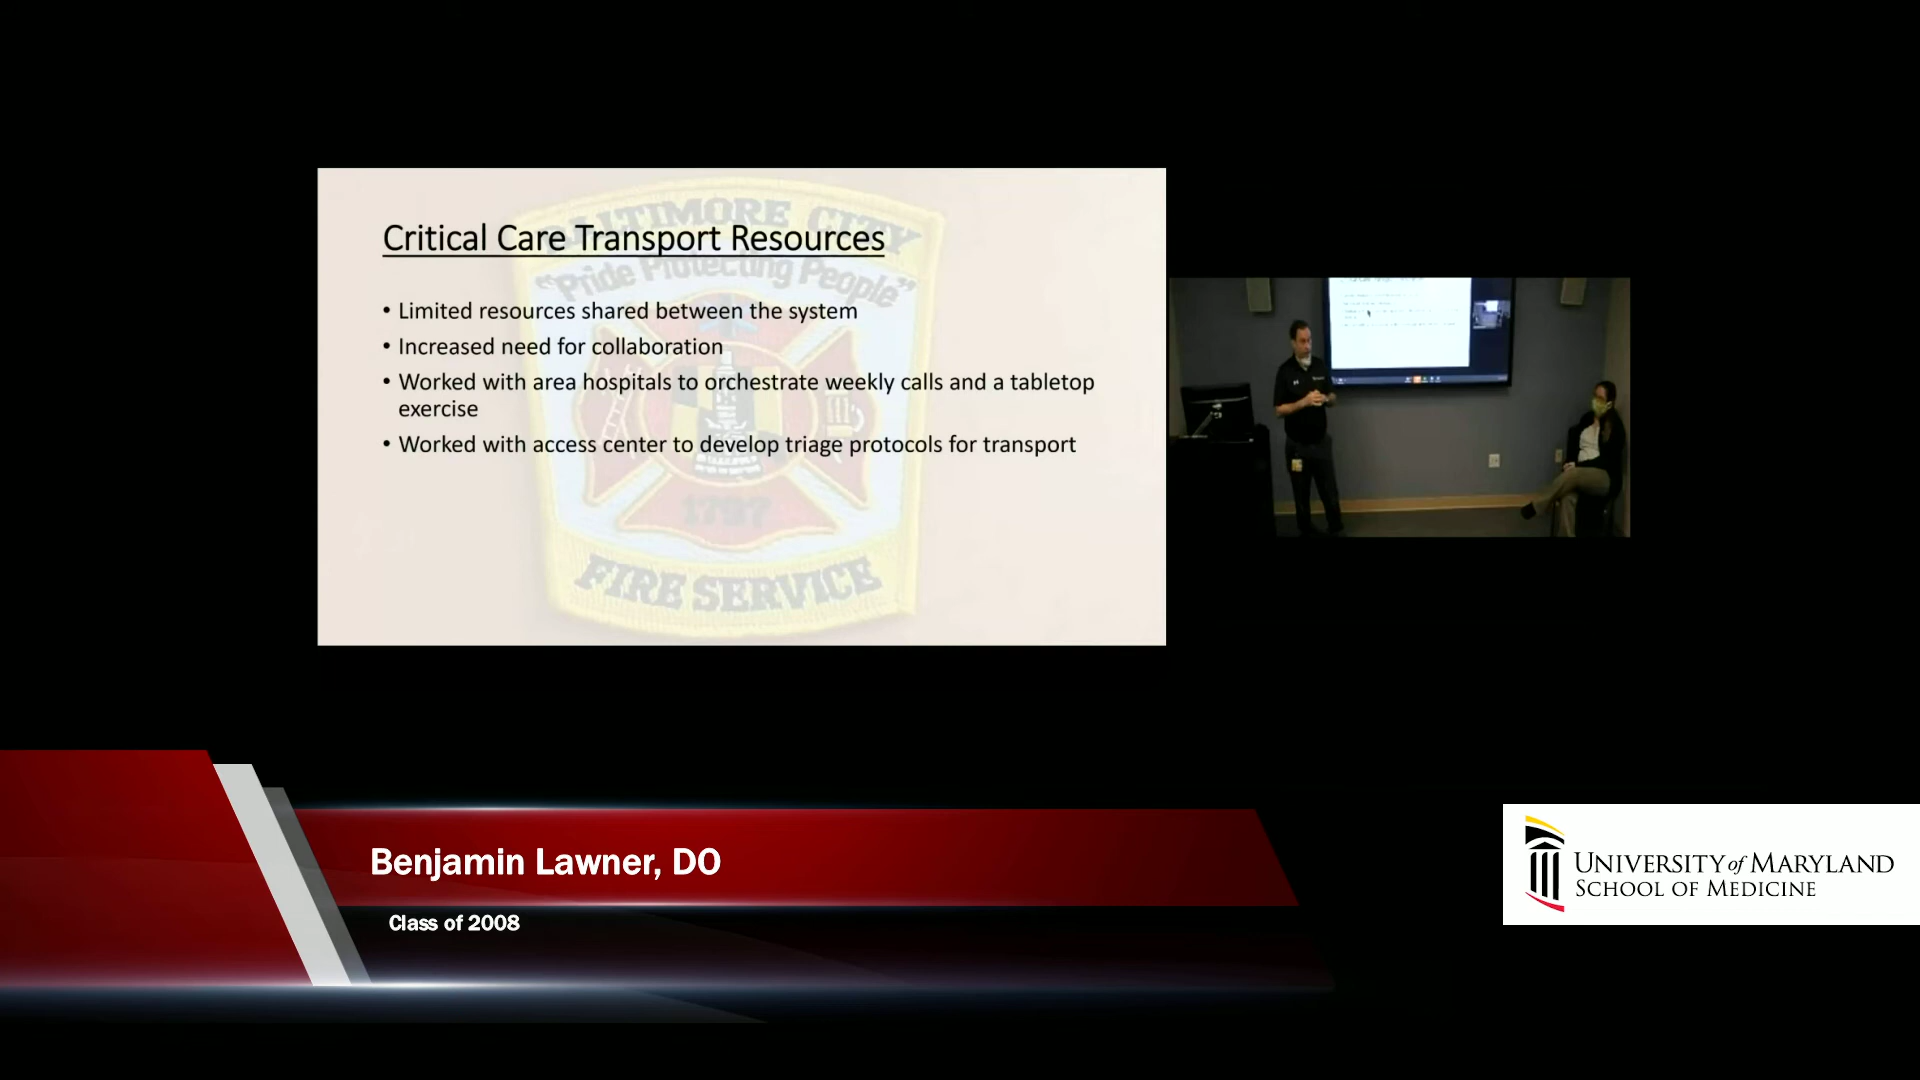 BALTIMORE CITY
"Pride Protecting People"
Critical Care Transport Resources
• Limited resources shared between the system
• Increased need for collaboration
• Worked with area hospitals to orchestrate weekly calls and a tabletop
exercise
• Worked with access center to develop triage protocols for transport
1797
FIRE SERVICE
Benjamin Lawner, DO
Class of 2008
UNIVERSITY of MARYLAND
SCHOOL OF MEDICINE